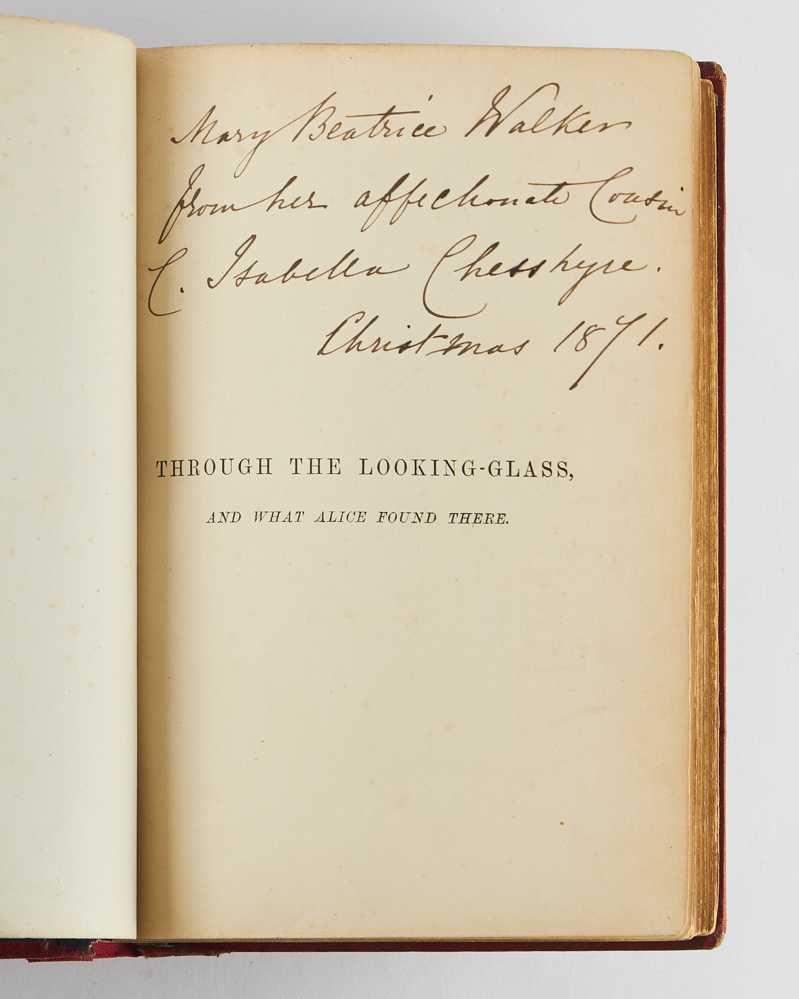 Mary Beatrice Walker
from her affectionate Cousin
C. Isabella Chesshyre.
Christmas 1871.
THROUGH THE LOOKING-GLASS,
AND WHAT ALICE FOUND THERE.